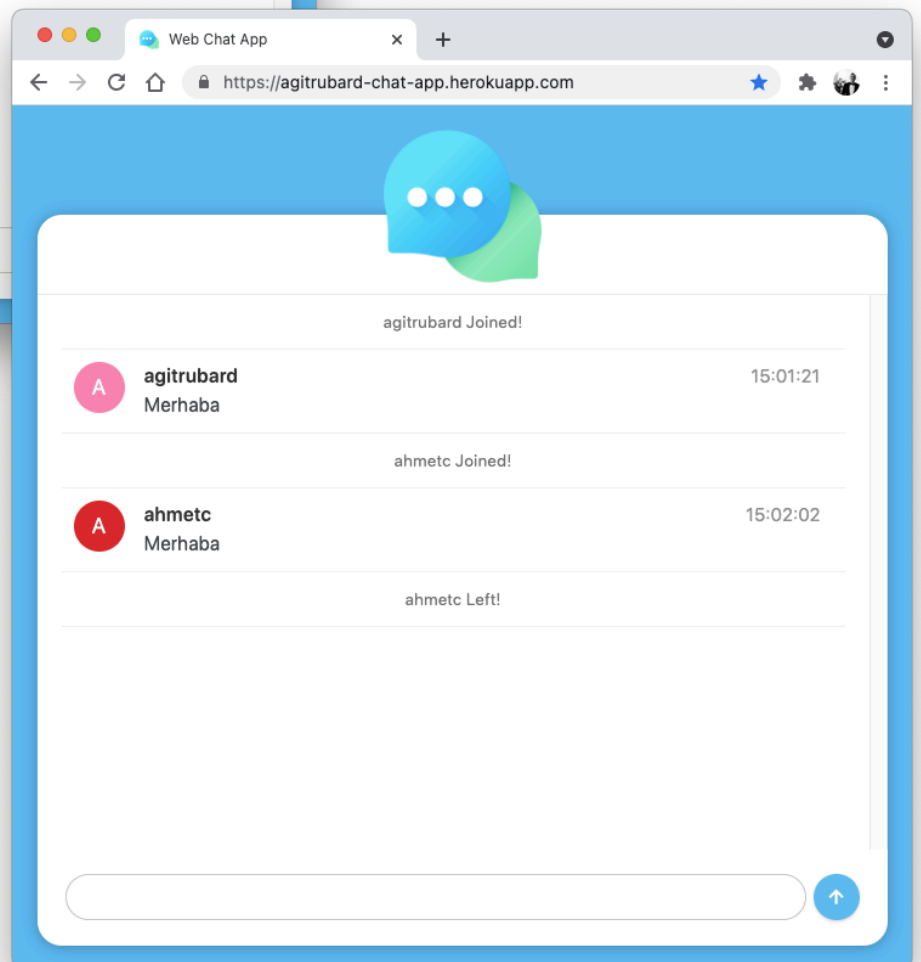 Web Chat App
https://agitrubard-chat-app.herokuapp.com
agitrubard Joined!
A
agitrubard 15:01:21
Merhaba
ahmetc Joined!
A
ahmetc 15:02:02
Merhaba
ahmetc Left!